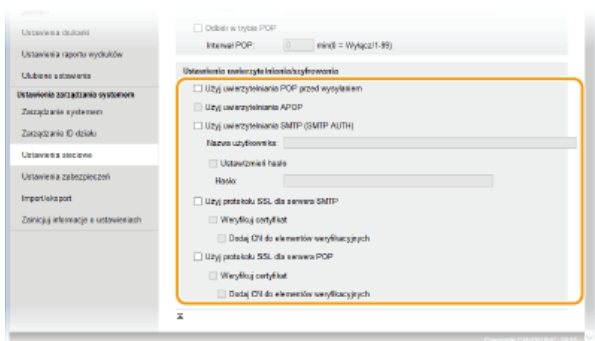 Ustawienia drukarki
Ustawienia raportu wydruków
Ulubione ustawienia
Ustawienia zarządzania systemem
Zarządzanie systemem
Zarządzanie ID działu
Ustawienia sieciowe
Ustawienia zabezpieczeń
Import/eksport
Zainicjuj informacje o ustawieniach
Odbiór w trybie POP
Interwał POP: 0 min(0 = Wyłącz/1-99)
Ustawienia uwierzytelniania/szyfrowania
Użyj uwierzytelniania POP przed wysyłaniem
Użyj uwierzytelniania APOP
Użyj uwierzytelniania SMTP (SMTP AUTH)
Nazwa użytkownika:
Ustaw/zmień hasło
Hasło:
Użyj protokołu SSL dla serwera SMTP
Weryfikuj certyfikat
Dodaj CN do elementów weryfikacyjnych
Użyj protokołu SSL dla serwera POP
Weryfikuj certyfikat
Dodaj CN do elementów weryfikacyjnych